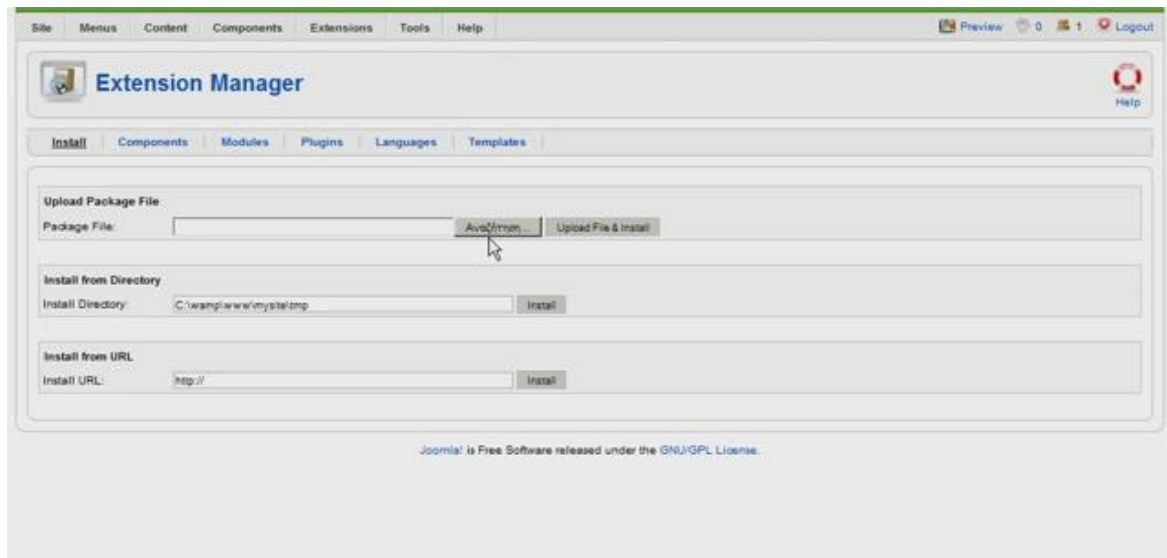 Site Menus Content Components Extensions Tools Help Preview 0 1 Logout
Extension Manager
Help
Install Components Modules Plugins Languages Templates
Upload Package File
Package File: Αναζήτηση... Upload File & Install
Install from Directory
Install Directory: C:\wamp\www\mysite\tmp Install
Install from URL
Install URL: http:// Install
Joomla! is Free Software released under the GNU/GPL License.